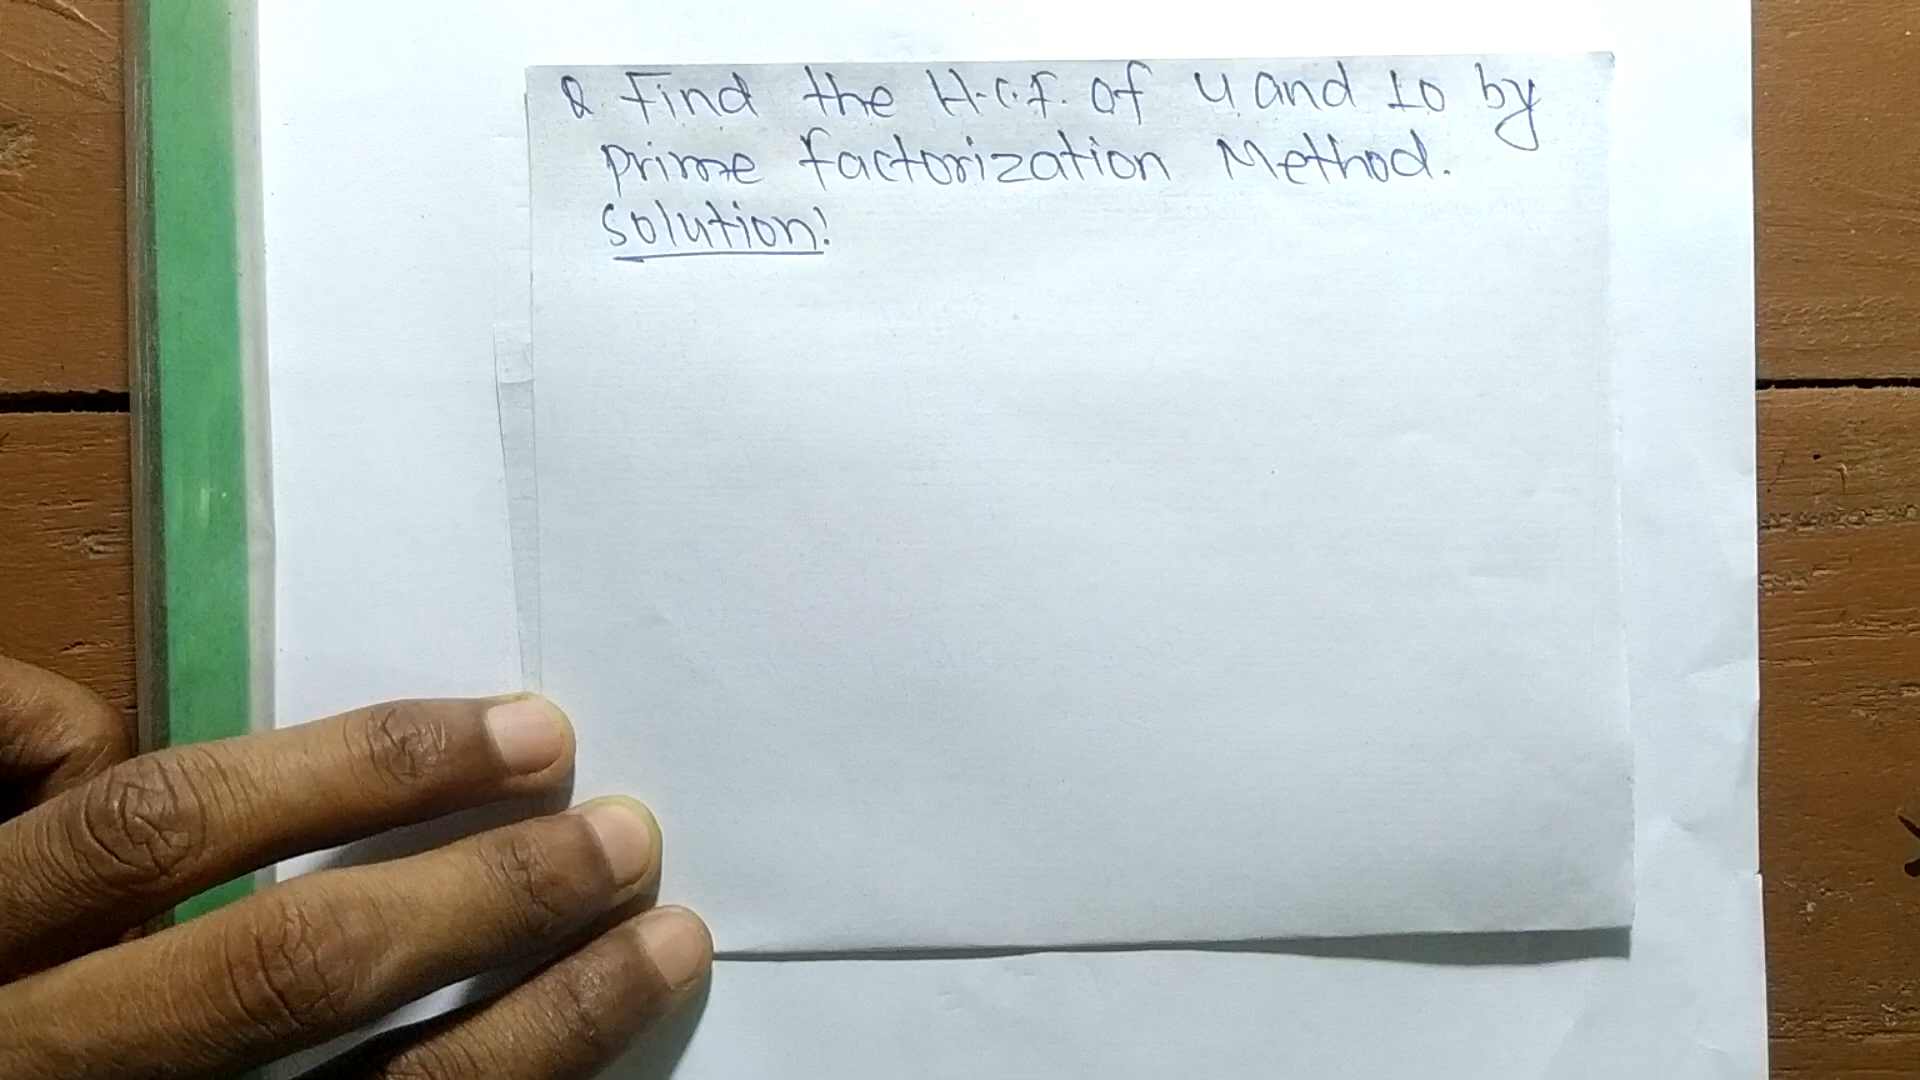 Q. Find the H.C.F. of 4 and 10 by
prime factorization Method.
Solution: